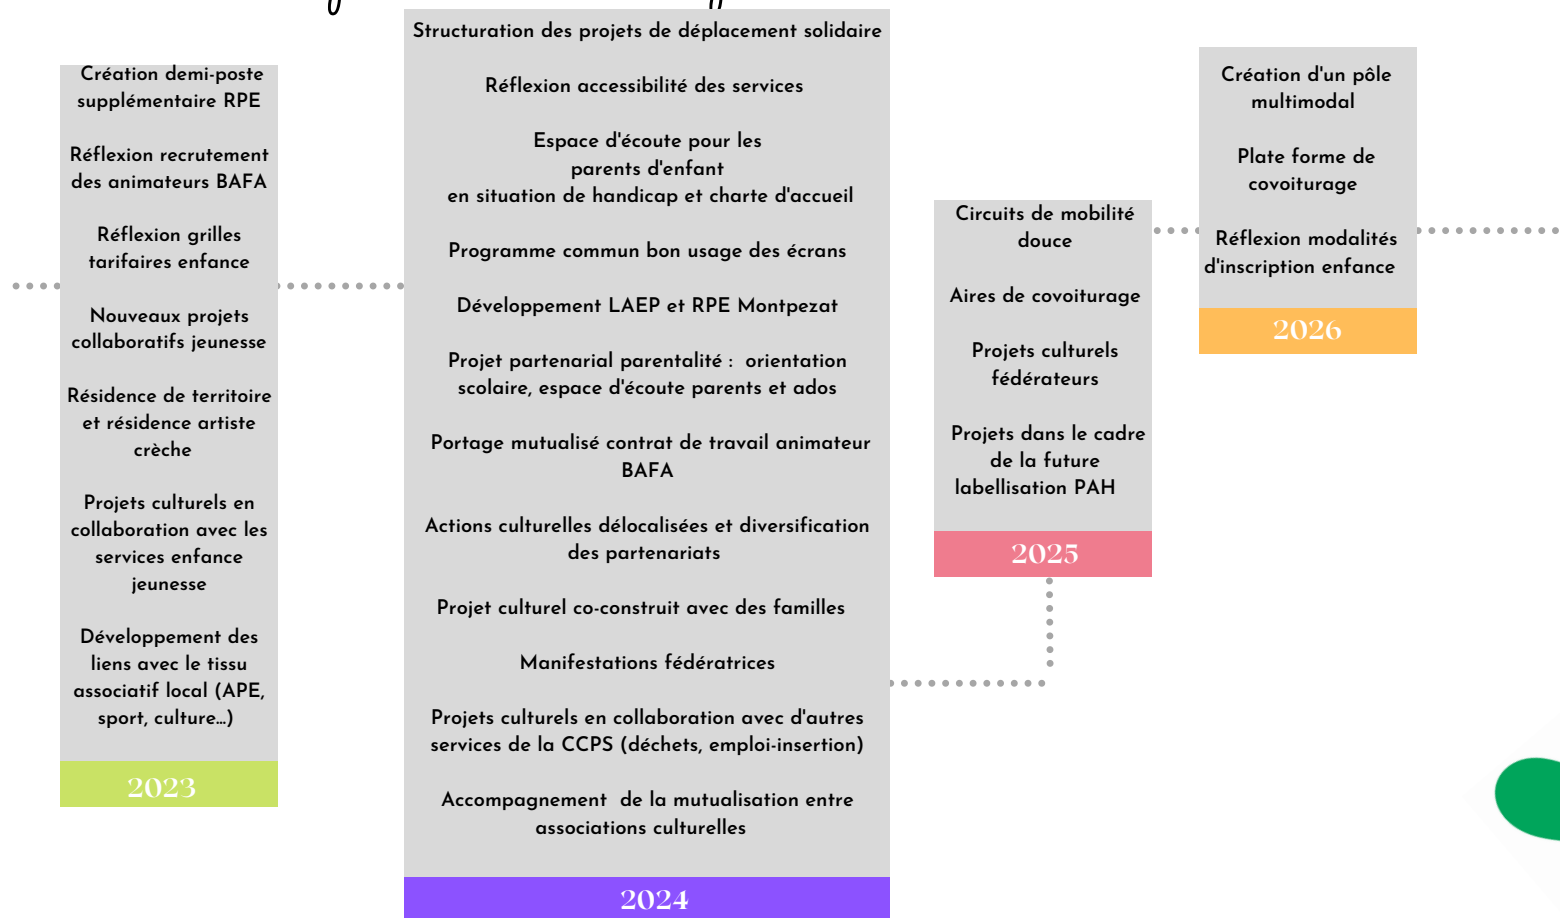 Création demi-poste
supplémentaire RPE
Réflexion recrutement
des animateurs BAFA
Réflexion grilles
tarifaires enfance
Nouveaux projets
collaboratifs jeunesse
Résidence de territoire
et résidence artiste
crèche
Projets culturels en
collaboration avec les
services enfance
jeunesse
Développement des
liens avec le tissu
associatif local (APE,
sport, culture...)
2023
Structuration des projets de déplacement solidaire
Réflexion accessibilité des services
Espace d'écoute pour les
parents d'enfant
en situation de handicap et charte d'accueil
Programme commun bon usage des écrans
Développement LAEP et RPE Montpezat
Projet partenarial parentalité : orientation
scolaire, espace d'écoute parents et ados
Portage mutualisé contrat de travail animateur
BAFA
Actions culturelles délocalisées et diversification
des partenariats
Projet culturel co-construit avec des familles
Manifestations fédératrices
Projets culturels en collaboration avec d'autres
services de la CCPS (déchets, emploi-insertion)
Accompagnement de la mutualisation entre
associations culturelles
2024
Circuits de mobilité
douce
Aires de covoiturage
Projets culturels
fédérateurs
Projets dans le cadre
de la future
labellisation PAH
2025
Création d'un pôle
multimodal
Plate forme de
covoiturage
Réflexion modalités
d'inscription enfance
2026